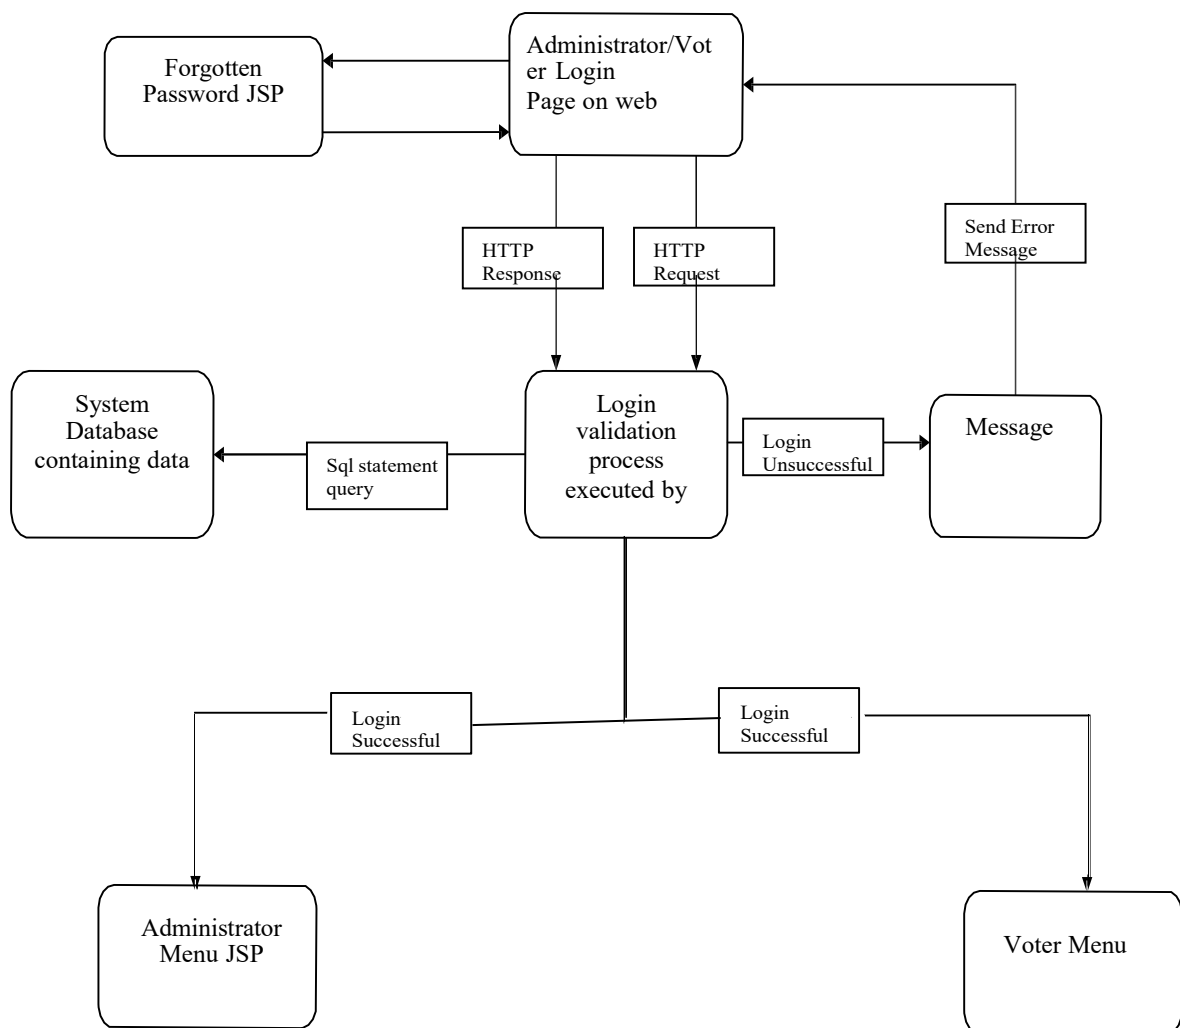 Forgotten
Password JSP
Administrator/Vot
er Login
Page on web
HTTP
Response
HTTP
Request
Send Error
Message
System
Database
containing data
Sql statement
query
Login
validation
process
executed by
Login
Unsuccessful
Message
Login
Successful
Login
Successful
Administrator
Menu JSP
Voter Menu